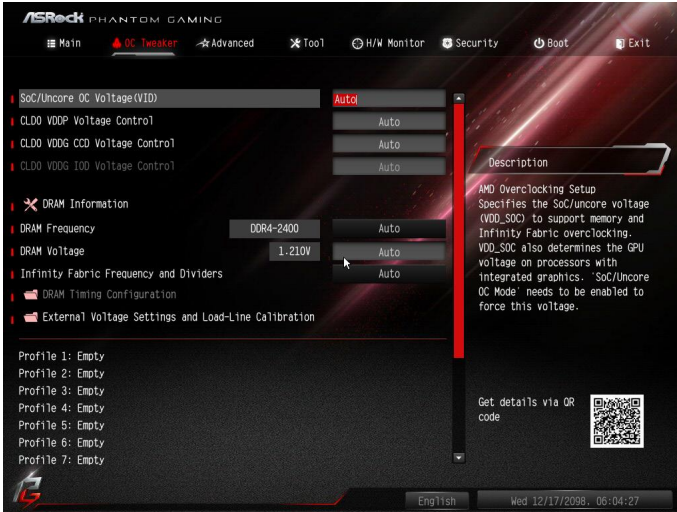 ASRock PHANTOM GAMING
Main OC Tweaker Advanced Tool H/W Monitor Security Boot Exit
SoC/Uncore OC Voltage(VID) Auto
CLDO VDDP Voltage Control Auto
CLDO VDDG CCD Voltage Control Auto
CLDO VDDG IOD Voltage Control Auto
DRAM Information
DRAM Frequency DDR4-2400 Auto
DRAM Voltage 1.210V Auto
Infinity Fabric Frequency and Dividers Auto
DRAM Timing Configuration
External Voltage Settings and Load-Line Calibration
Profile 1: Empty
Profile 2: Empty
Profile 3: Empty
Profile 4: Empty
Profile 5: Empty
Profile 6: Empty
Profile 7: Empty
Description
AMD Overclocking Setup
Specifies the SoC/uncore voltage
(VDD_SOC) to support memory and
Infinity Fabric overclocking.
VDD_SOC also determines the GPU
voltage on processors with
integrated graphics. 'SoC/Uncore
OC Mode' needs to be enabled to
force this voltage.
Get details via QR
code
English Wed 12/17/2098. 06:04:27